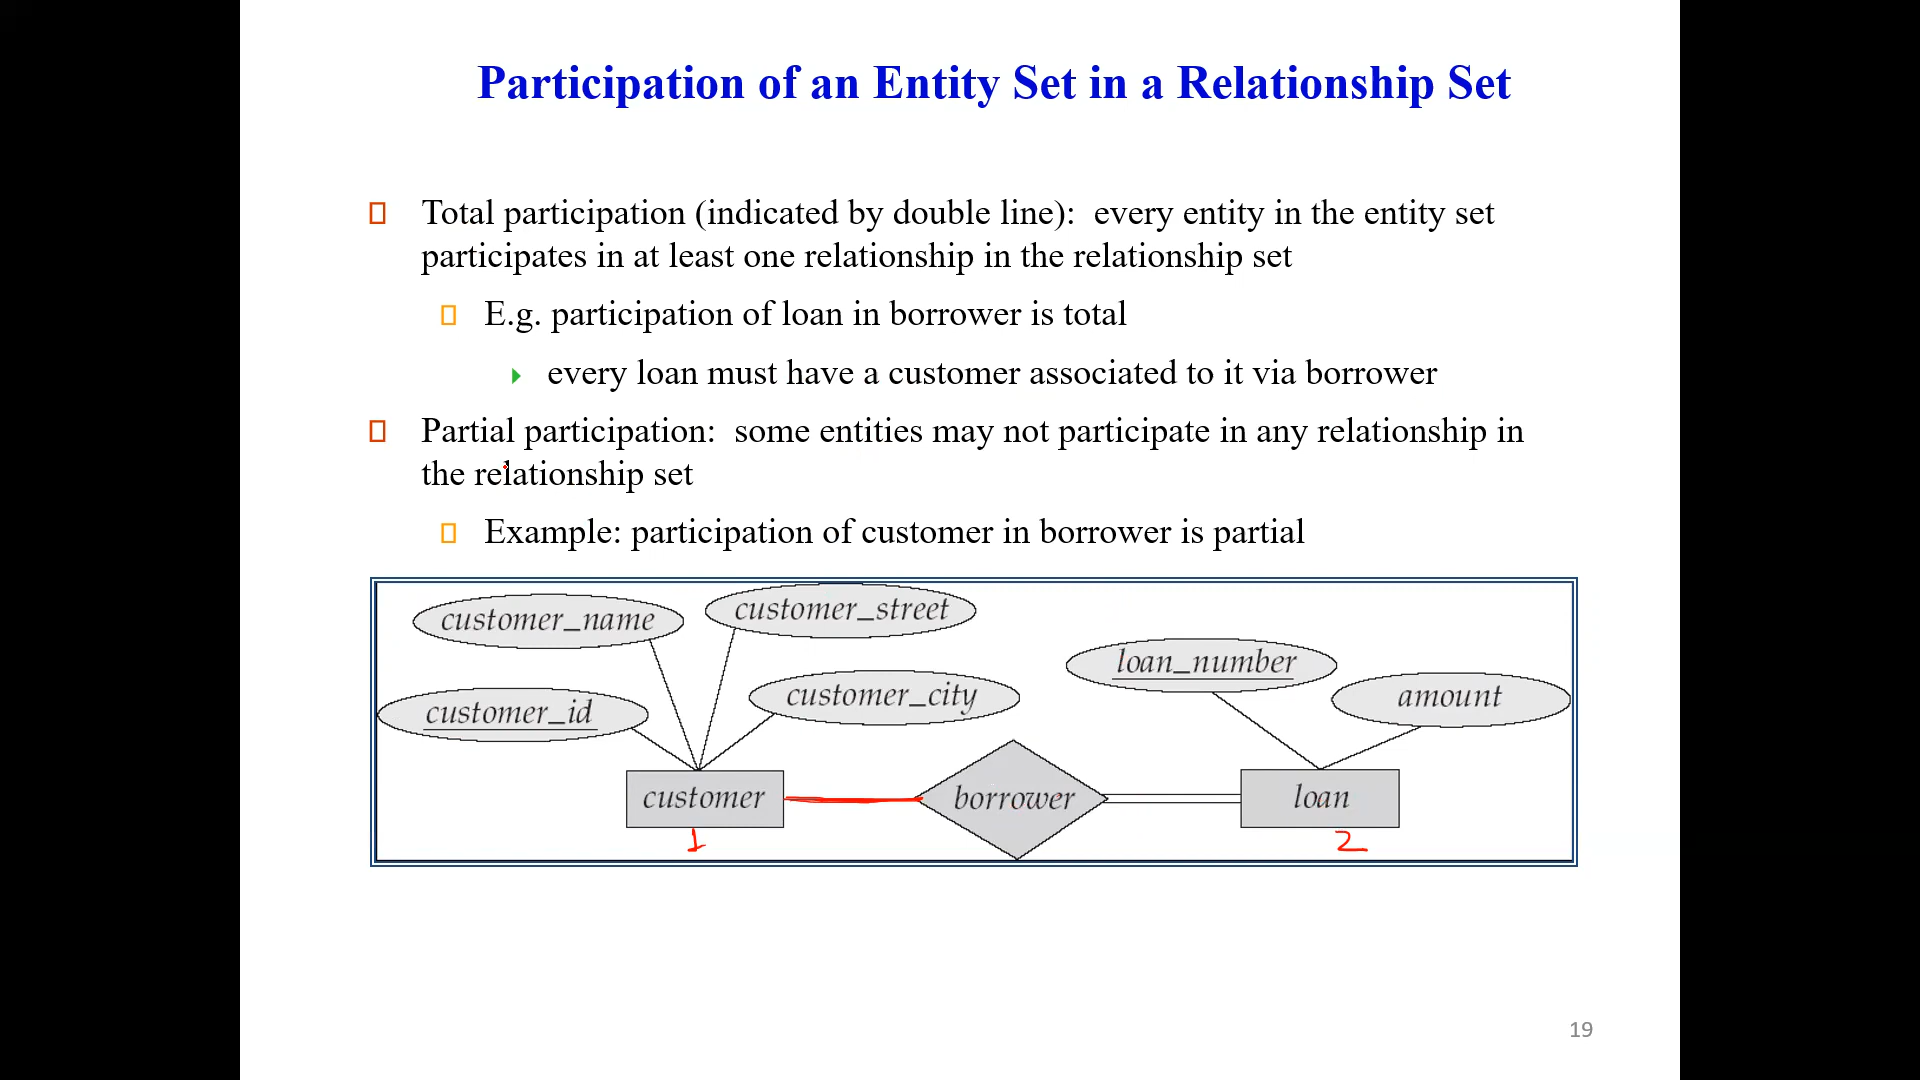 Participation of an Entity Set in a Relationship Set
Total participation (indicated by double line): every entity in the entity set
participates in at least one relationship in the relationship set
E.g. participation of loan in borrower is total
every loan must have a customer associated to it via borrower
Partial participation: some entities may not participate in any relationship in
the relationship set
Example: participation of customer in borrower is partial
customer_name
customer_street
loan_number
customer_id
customer_city
amount
customer
borrower
loan
1
2
19